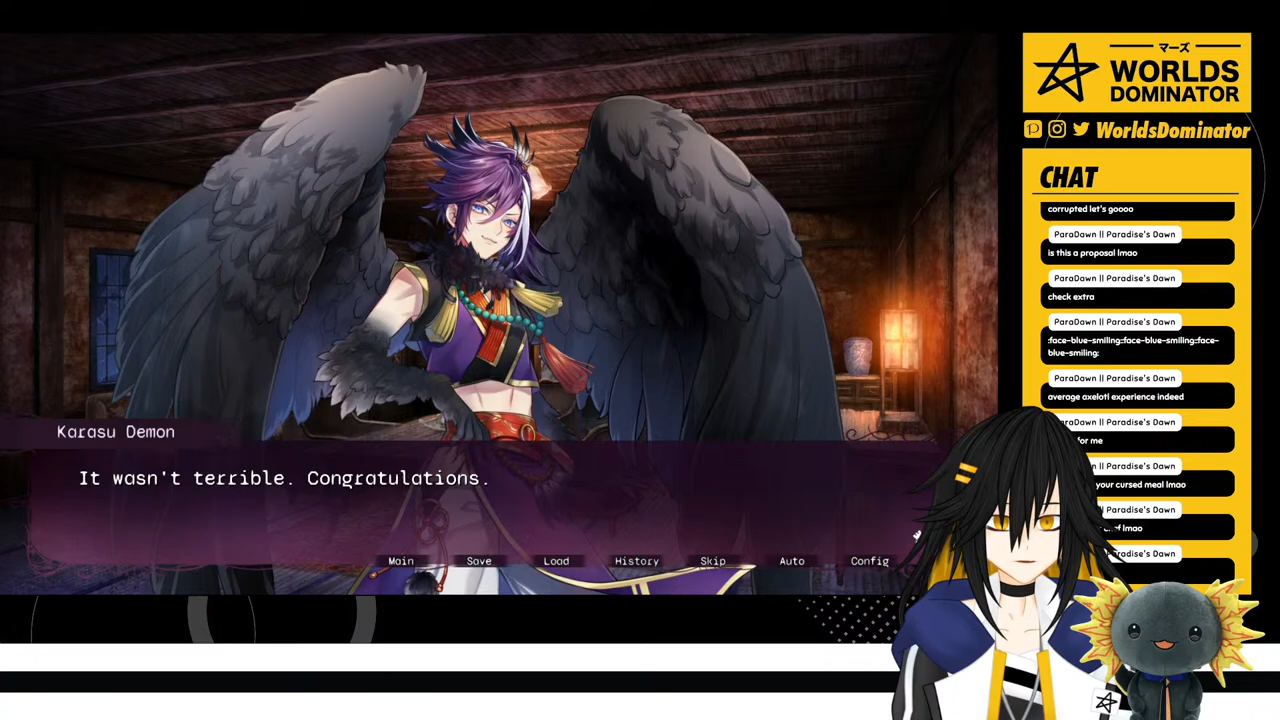 マーズ
WORLDS
DOMINATOR
WorldsDominator
CHAT
corrupted let's goooo
ParaDawn || Paradise's Dawn
is this a proposal lmao
ParaDawn || Paradise's Dawn
check extra
ParaDawn || Paradise's Dawn
:face-blue-smiling::face-blue-smiling::face-
blue-smiling:
ParaDawn || Paradise's Dawn
average axelotl experience indeed
ParaDawn || Paradise's Dawn
for me
Paradise's Dawn
your cursed meal lmao
Paradise's Dawn
lmao
Paradise's Dawn
Karasu Demon
It wasn't terrible. Congratulations.
Main Save Load History Skip Auto Config